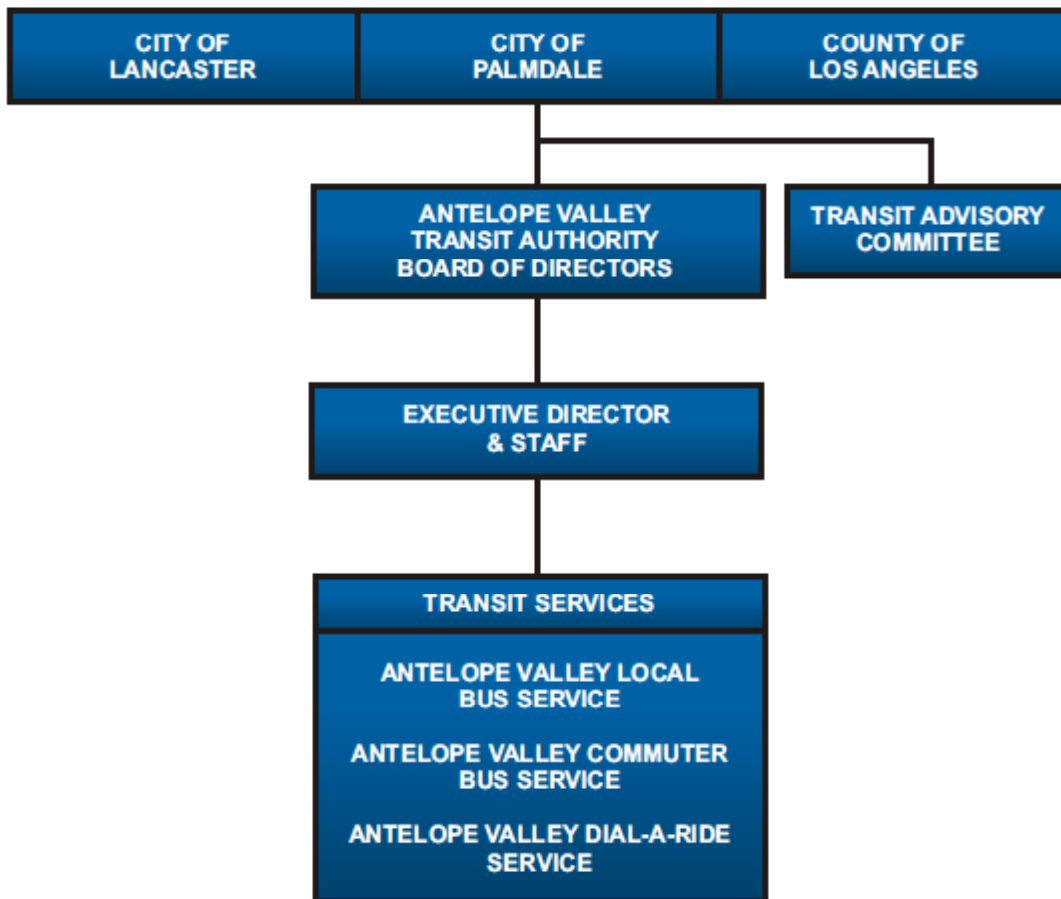 CITY OF
LANCASTER
CITY OF
PALMDALE
COUNTY OF
LOS ANGELES
ANTELOPE VALLEY
TRANSIT AUTHORITY
BOARD OF DIRECTORS
TRANSIT ADVISORY
COMMITTEE
EXECUTIVE DIRECTOR
& STAFF
TRANSIT SERVICES
ANTELOPE VALLEY LOCAL
BUS SERVICE
ANTELOPE VALLEY COMMUTER
BUS SERVICE
ANTELOPE VALLEY DIAL-A-RIDE
SERVICE